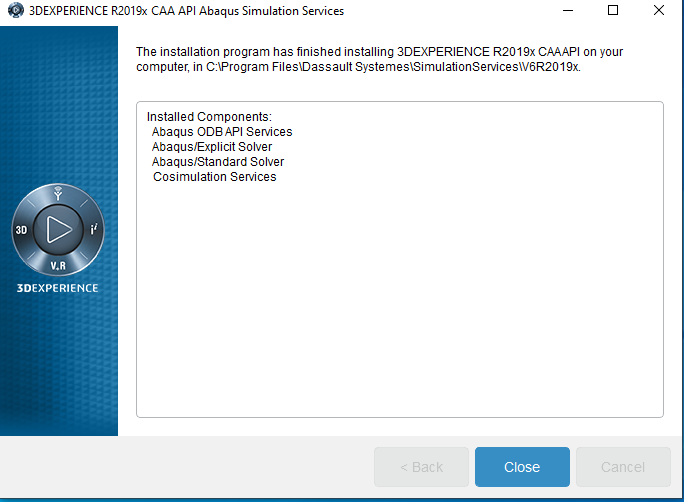 3DEXPERIENCE R2019x CAA API Abaqus Simulation Services
The installation program has finished installing 3DEXPERIENCE R2019x CAAAPI on your
computer, in C:\Program Files\Dassault Systemes\SimulationServices\V6R2019x.
Installed Components:
Abaqus ODB API Services
Abaqus/Explicit Solver
Abaqus/Standard Solver
Cosimulation Services
3D
i
V.R
3DEXPERIENCE
< Back
Close
Cancel